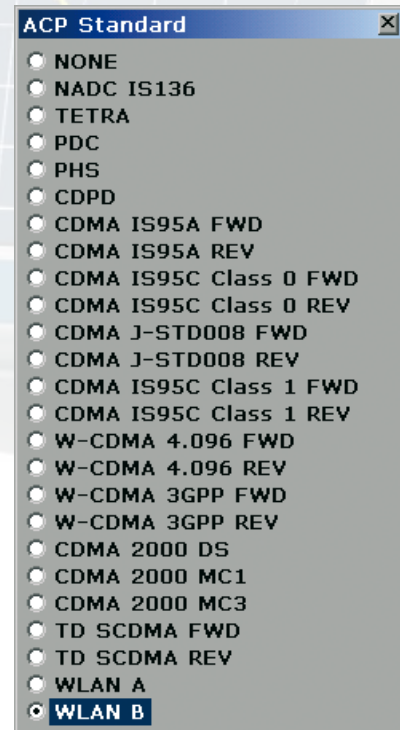 ACP Standard
NONE
NADC IS136
TETRA
PDC
PHS
CDPD
CDMA IS95A FWD
CDMA IS95A REV
CDMA IS95C Class 0 FWD
CDMA IS95C Class 0 REV
CDMA J-STD008 FWD
CDMA J-STD008 REV
CDMA IS95C Class 1 FWD
CDMA IS95C Class 1 REV
W-CDMA 4.096 FWD
W-CDMA 4.096 REV
W-CDMA 3GPP FWD
W-CDMA 3GPP REV
CDMA 2000 DS
CDMA 2000 MC1
CDMA 2000 MC3
TD SCDMA FWD
TD SCDMA REV
WLAN A
WLAN B